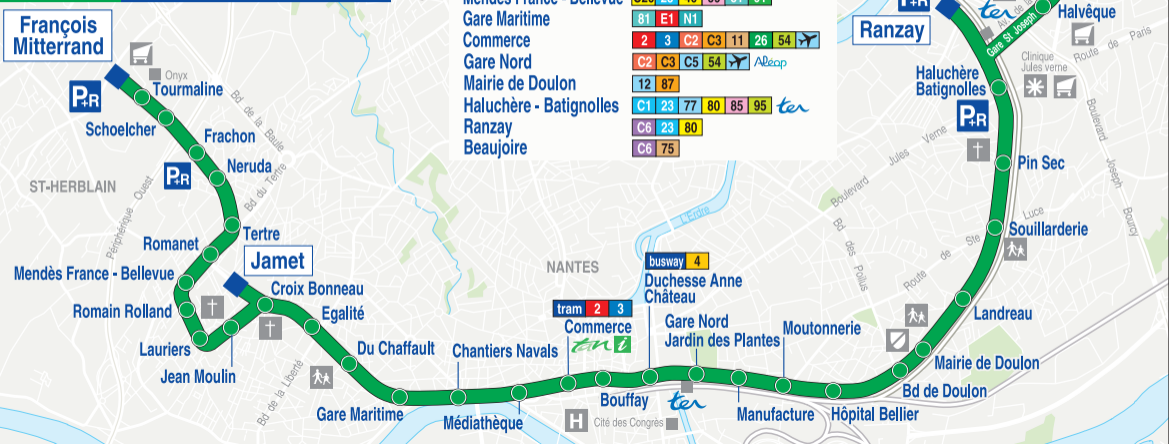 François
Mitterrand
P+R
Onyx
Tourmaline
Schoelcher
Bd de la Baule
Frachon
P+R
Neruda
Bd du Tertre
ST-HERBLAIN
Périphérique Ouest
Tertre
Romanet
Jamet
Mendès France - Bellevue
Croix Bonneau
Romain Rolland
Egalité
Lauriers
Jean Moulin
Du Chaffault
Bd de la Liberté
Gare Maritime
Chantiers Navals
Médiathèque
NANTES
tram 2 3
Commerce
tan i
Bouffay
H
Cité des Congrès
busway 4
Duchesse Anne
Château
L'Erdre
Gare Nord
Jardin des Plantes
ter
Manufacture
Moutonnerie
Hôpital Bellier
Bd de Doulon
Mairie de Doulon
Landreau
Souillarderie
Route de Ste Luce
Bd des Poilus
Boulevard Jules Verne
Pin Sec
P+R
Haluchère
Batignolles
Clinique
Jules verne
Boulevard Joseph Bourcy
Route de Paris
Gare St Joseph
ter
Halvêque
P+R
Ranzay
Mendès France - Bellevue
Gare Maritime 81 E1 N1
Commerce 2 3 C2 C3 11 26 54
Gare Nord C2 C3 C5 54 Aléop
Mairie de Doulon 12 87
Haluchère - Batignolles C1 23 77 80 85 95 ter
Ranzay C6 23 80
Beaujoire C6 75